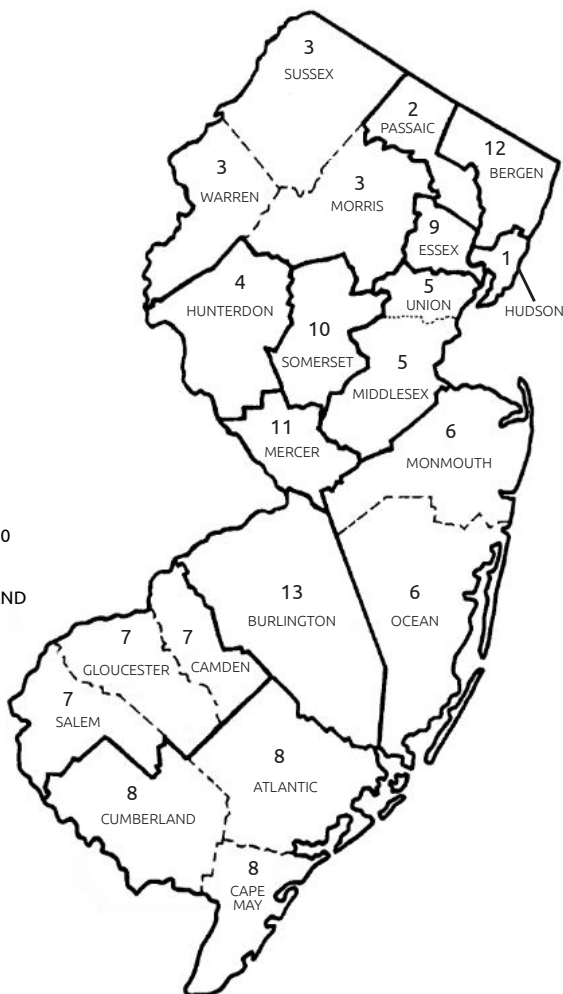 3
SUSSEX
2
PASSAIC
12
BERGEN
3
WARREN
3
MORRIS
9
ESSEX
1
HUDSON
4
HUNTERDON
5
UNION
10
SOMERSET
5
MIDDLESEX
11
MERCER
6
MONMOUTH
0
ND
13
BURLINGTON
6
OCEAN
7
GLOUCESTER
7
CAMDEN
7
SALEM
8
ATLANTIC
8
CUMBERLAND
8
CAPE
MAY